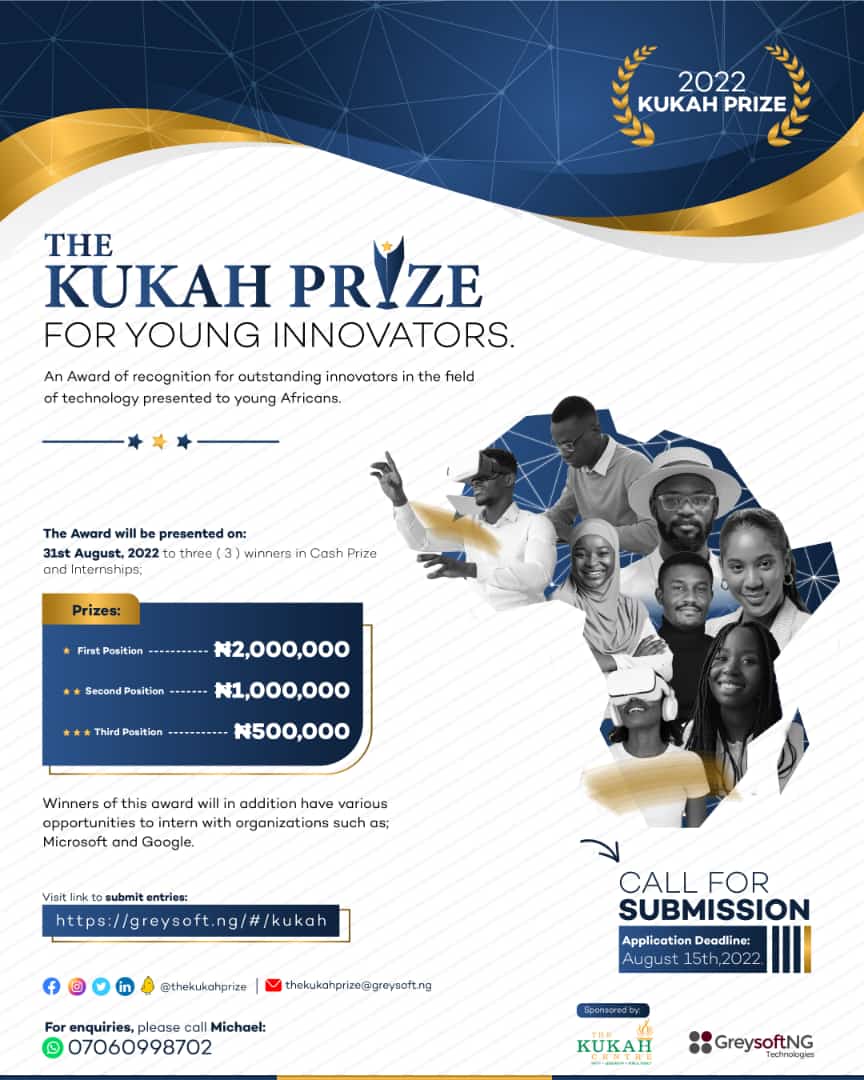 2022
KUKAH PRIZE
THE
KUKAH PRIZE
FOR YOUNG INNOVATORS.
An Award of recognition for outstanding innovators in the field
of technology presented to young Africans.
The Award will be presented on:
31st August, 2022 to three ( 3 ) winners in Cash Prize
and Internships;
Prizes:
First Position ---------- ₦2,000,000
Second Position ------- ₦1,000,000
Third Position ----------- ₦500,000
Winners of this award will in addition have various
opportunities to intern with organizations such as;
Microsoft and Google.
Visit link to submit entries:
https://greysoft.ng/#/kukah
@thekukahprize | thekukahprize@greysoft.ng
For enquiries, please call Michael:
07060998702
CALL FOR
SUBMISSION
Application Deadline:
August 15th,2022.
Sponsored by:
THE
KUKAH
CENTRE
GreysoftNG
Technologies